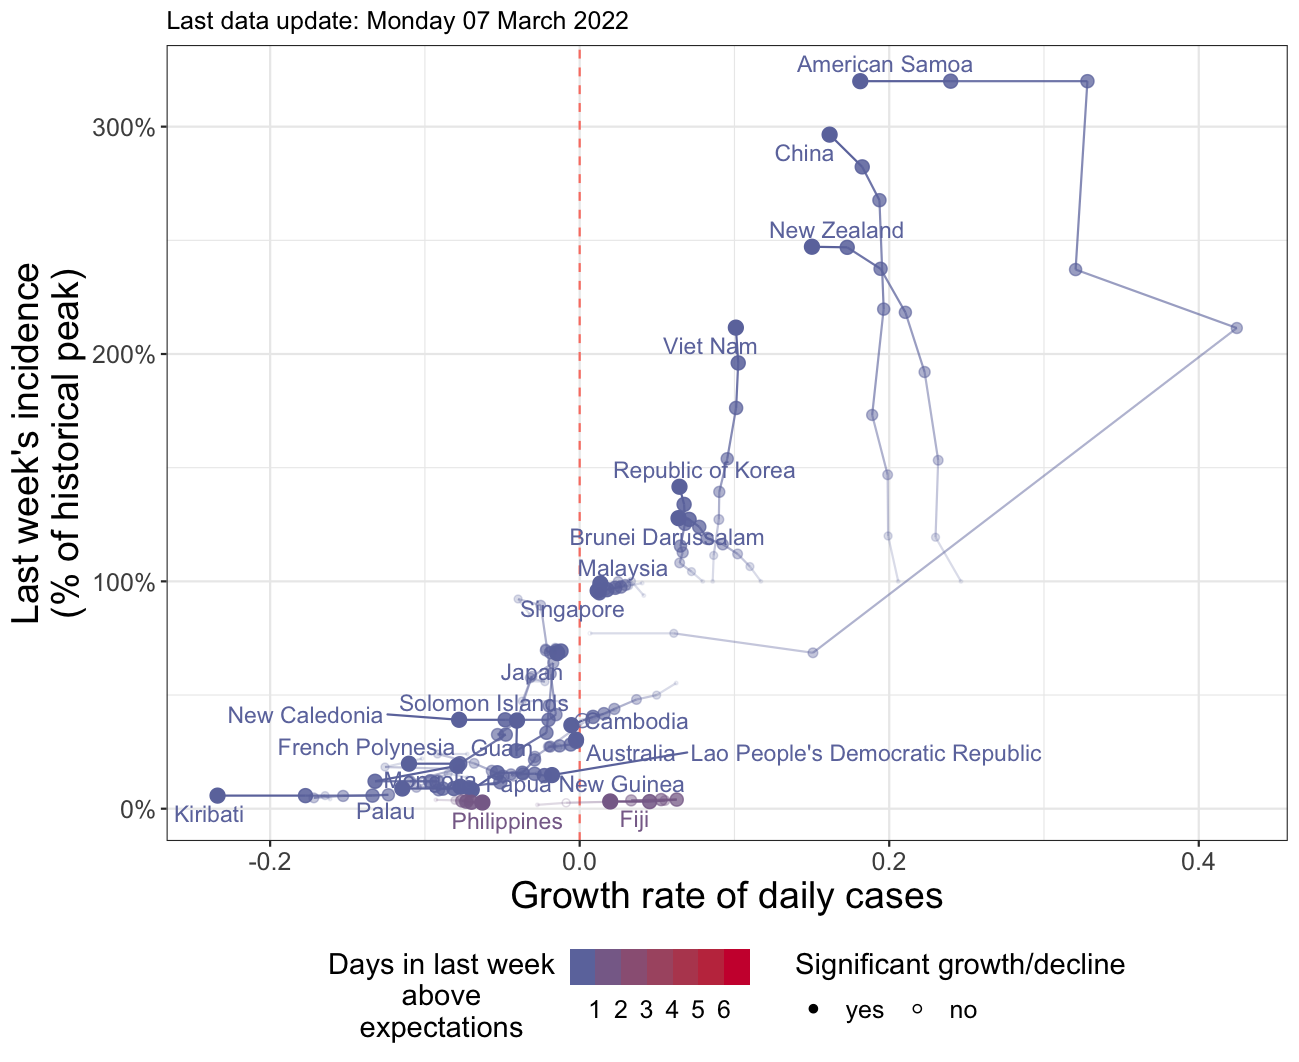 Last data update: Monday 07 March 2022
American Samoa
300%
China
New Zealand
Last week's incidence
(% of historical peak)
200%
Viet Nam
Republic of Korea
Brunei Darussalam
Malaysia
100%
Singapore
Japan
Solomon Islands
New Caledonia
Cambodia
French Polynesia
Guam
Australia
Lao People's Democratic Republic
Mongolia
Papua New Guinea
0%
Kiribati
Palau
Philippines
Fiji
-0.2 0.0 0.2 0.4
Growth rate of daily cases
Days in last week
above
expectations
1 2 3 4 5 6
Significant growth/decline
yes no